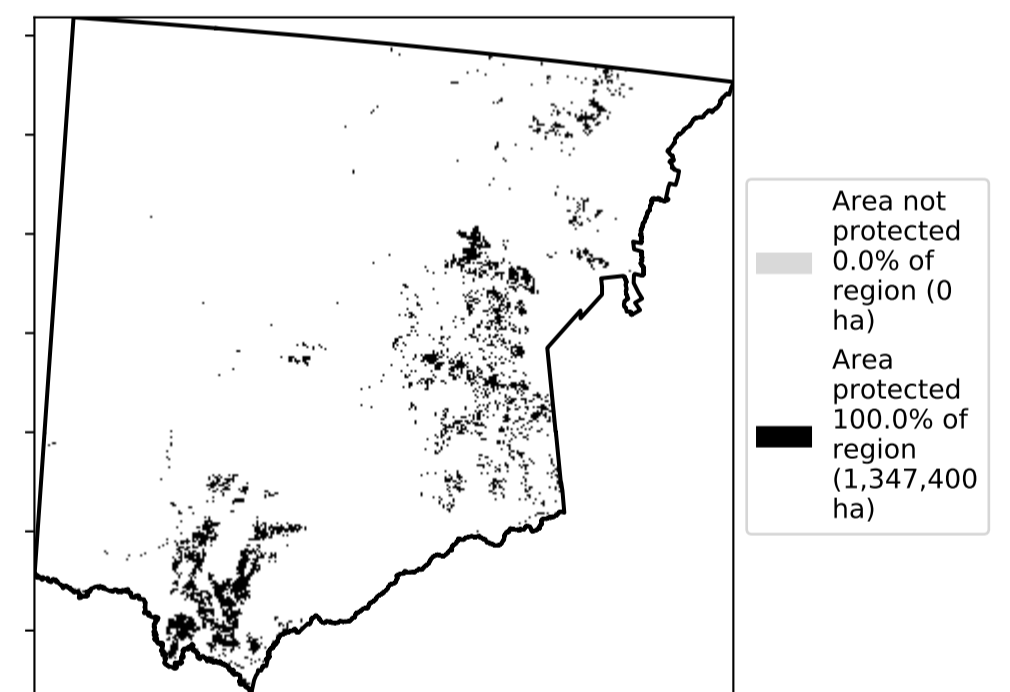 Area not
protected
0.0% of
region (0
ha)
Area
protected
100.0% of
region
(1,347,400
ha)